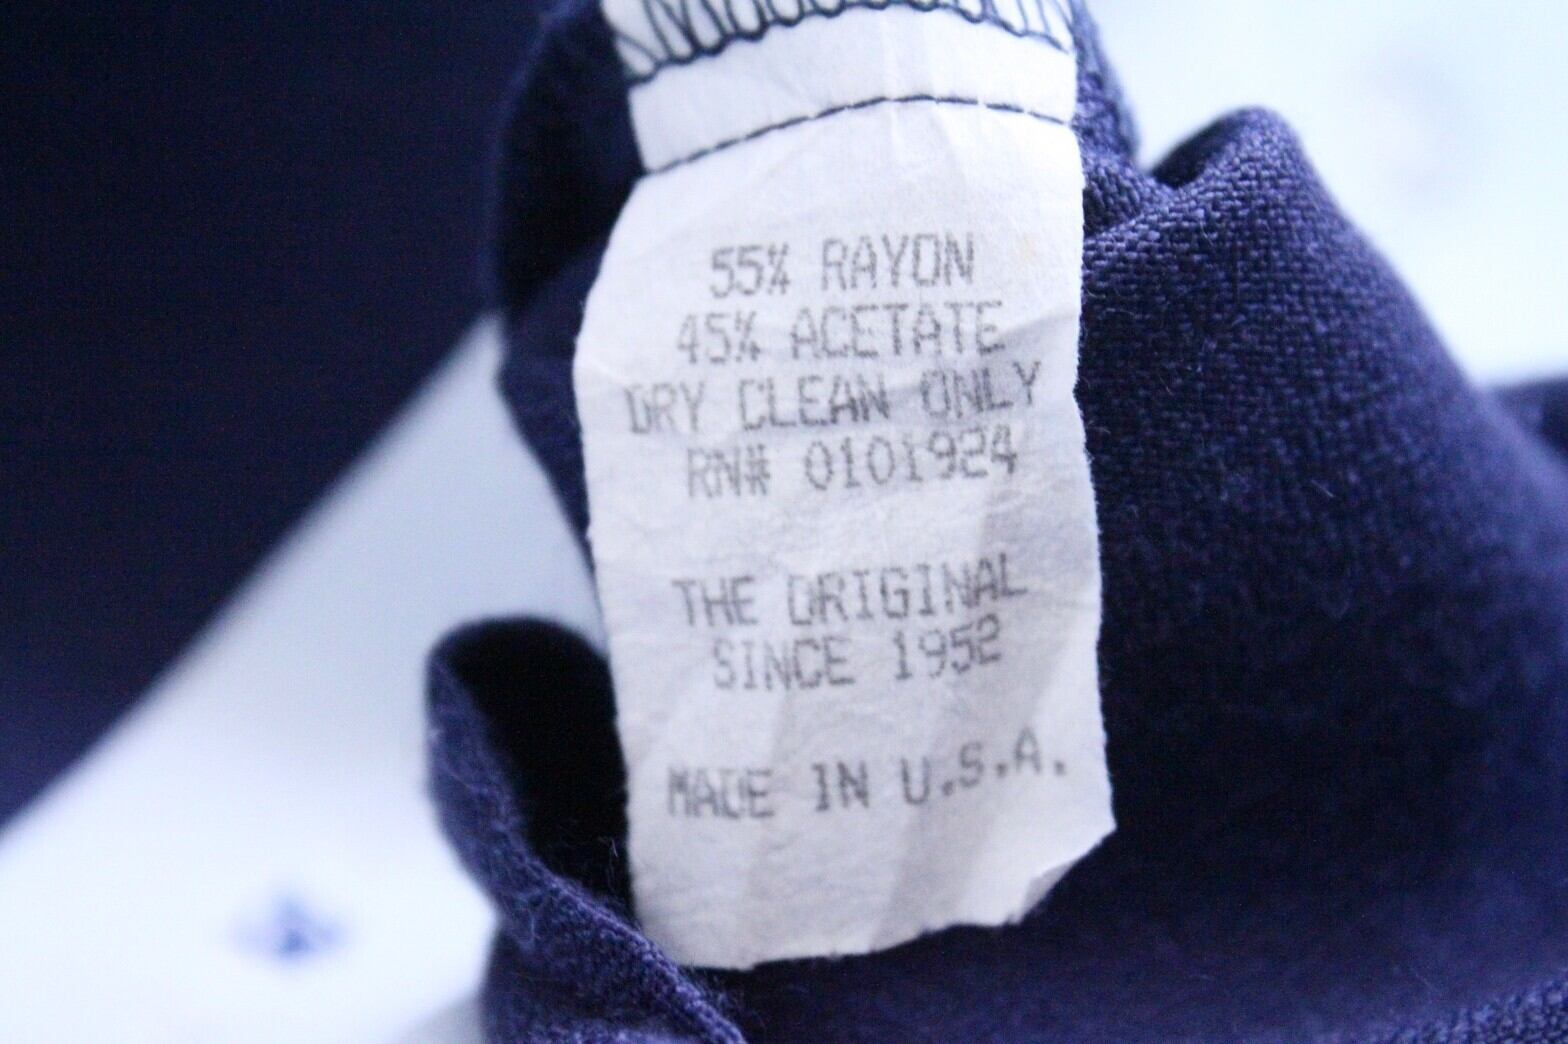 55% RAYON
45% ACETATE
DRY CLEAN ONLY
RN# 0101924
THE ORIGINAL
SINCE 1952
MADE IN U.S.A.